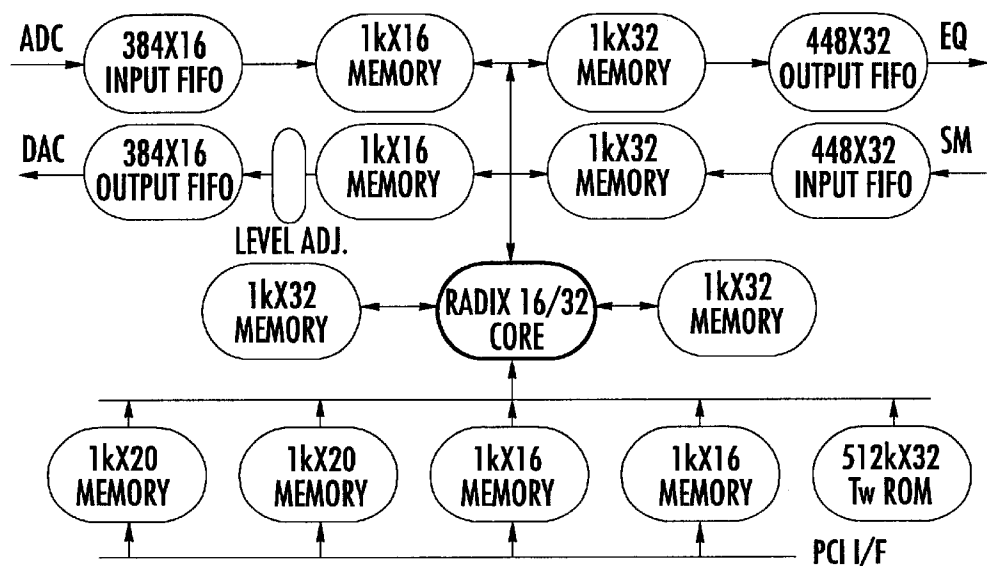 ADC
384X16
INPUT FIFO
1kX16
MEMORY
1kX32
MEMORY
448X32
OUTPUT FIFO
EQ
DAC
384X16
OUTPUT FIFO
LEVEL ADJ.
1kX16
MEMORY
1kX32
MEMORY
448X32
INPUT FIFO
SM
1kX32
MEMORY
RADIX 16/32
CORE
1kX32
MEMORY
1kX20
MEMORY
1kX20
MEMORY
1kX16
MEMORY
1kX16
MEMORY
512kX32
Tw ROM
PCI I/F